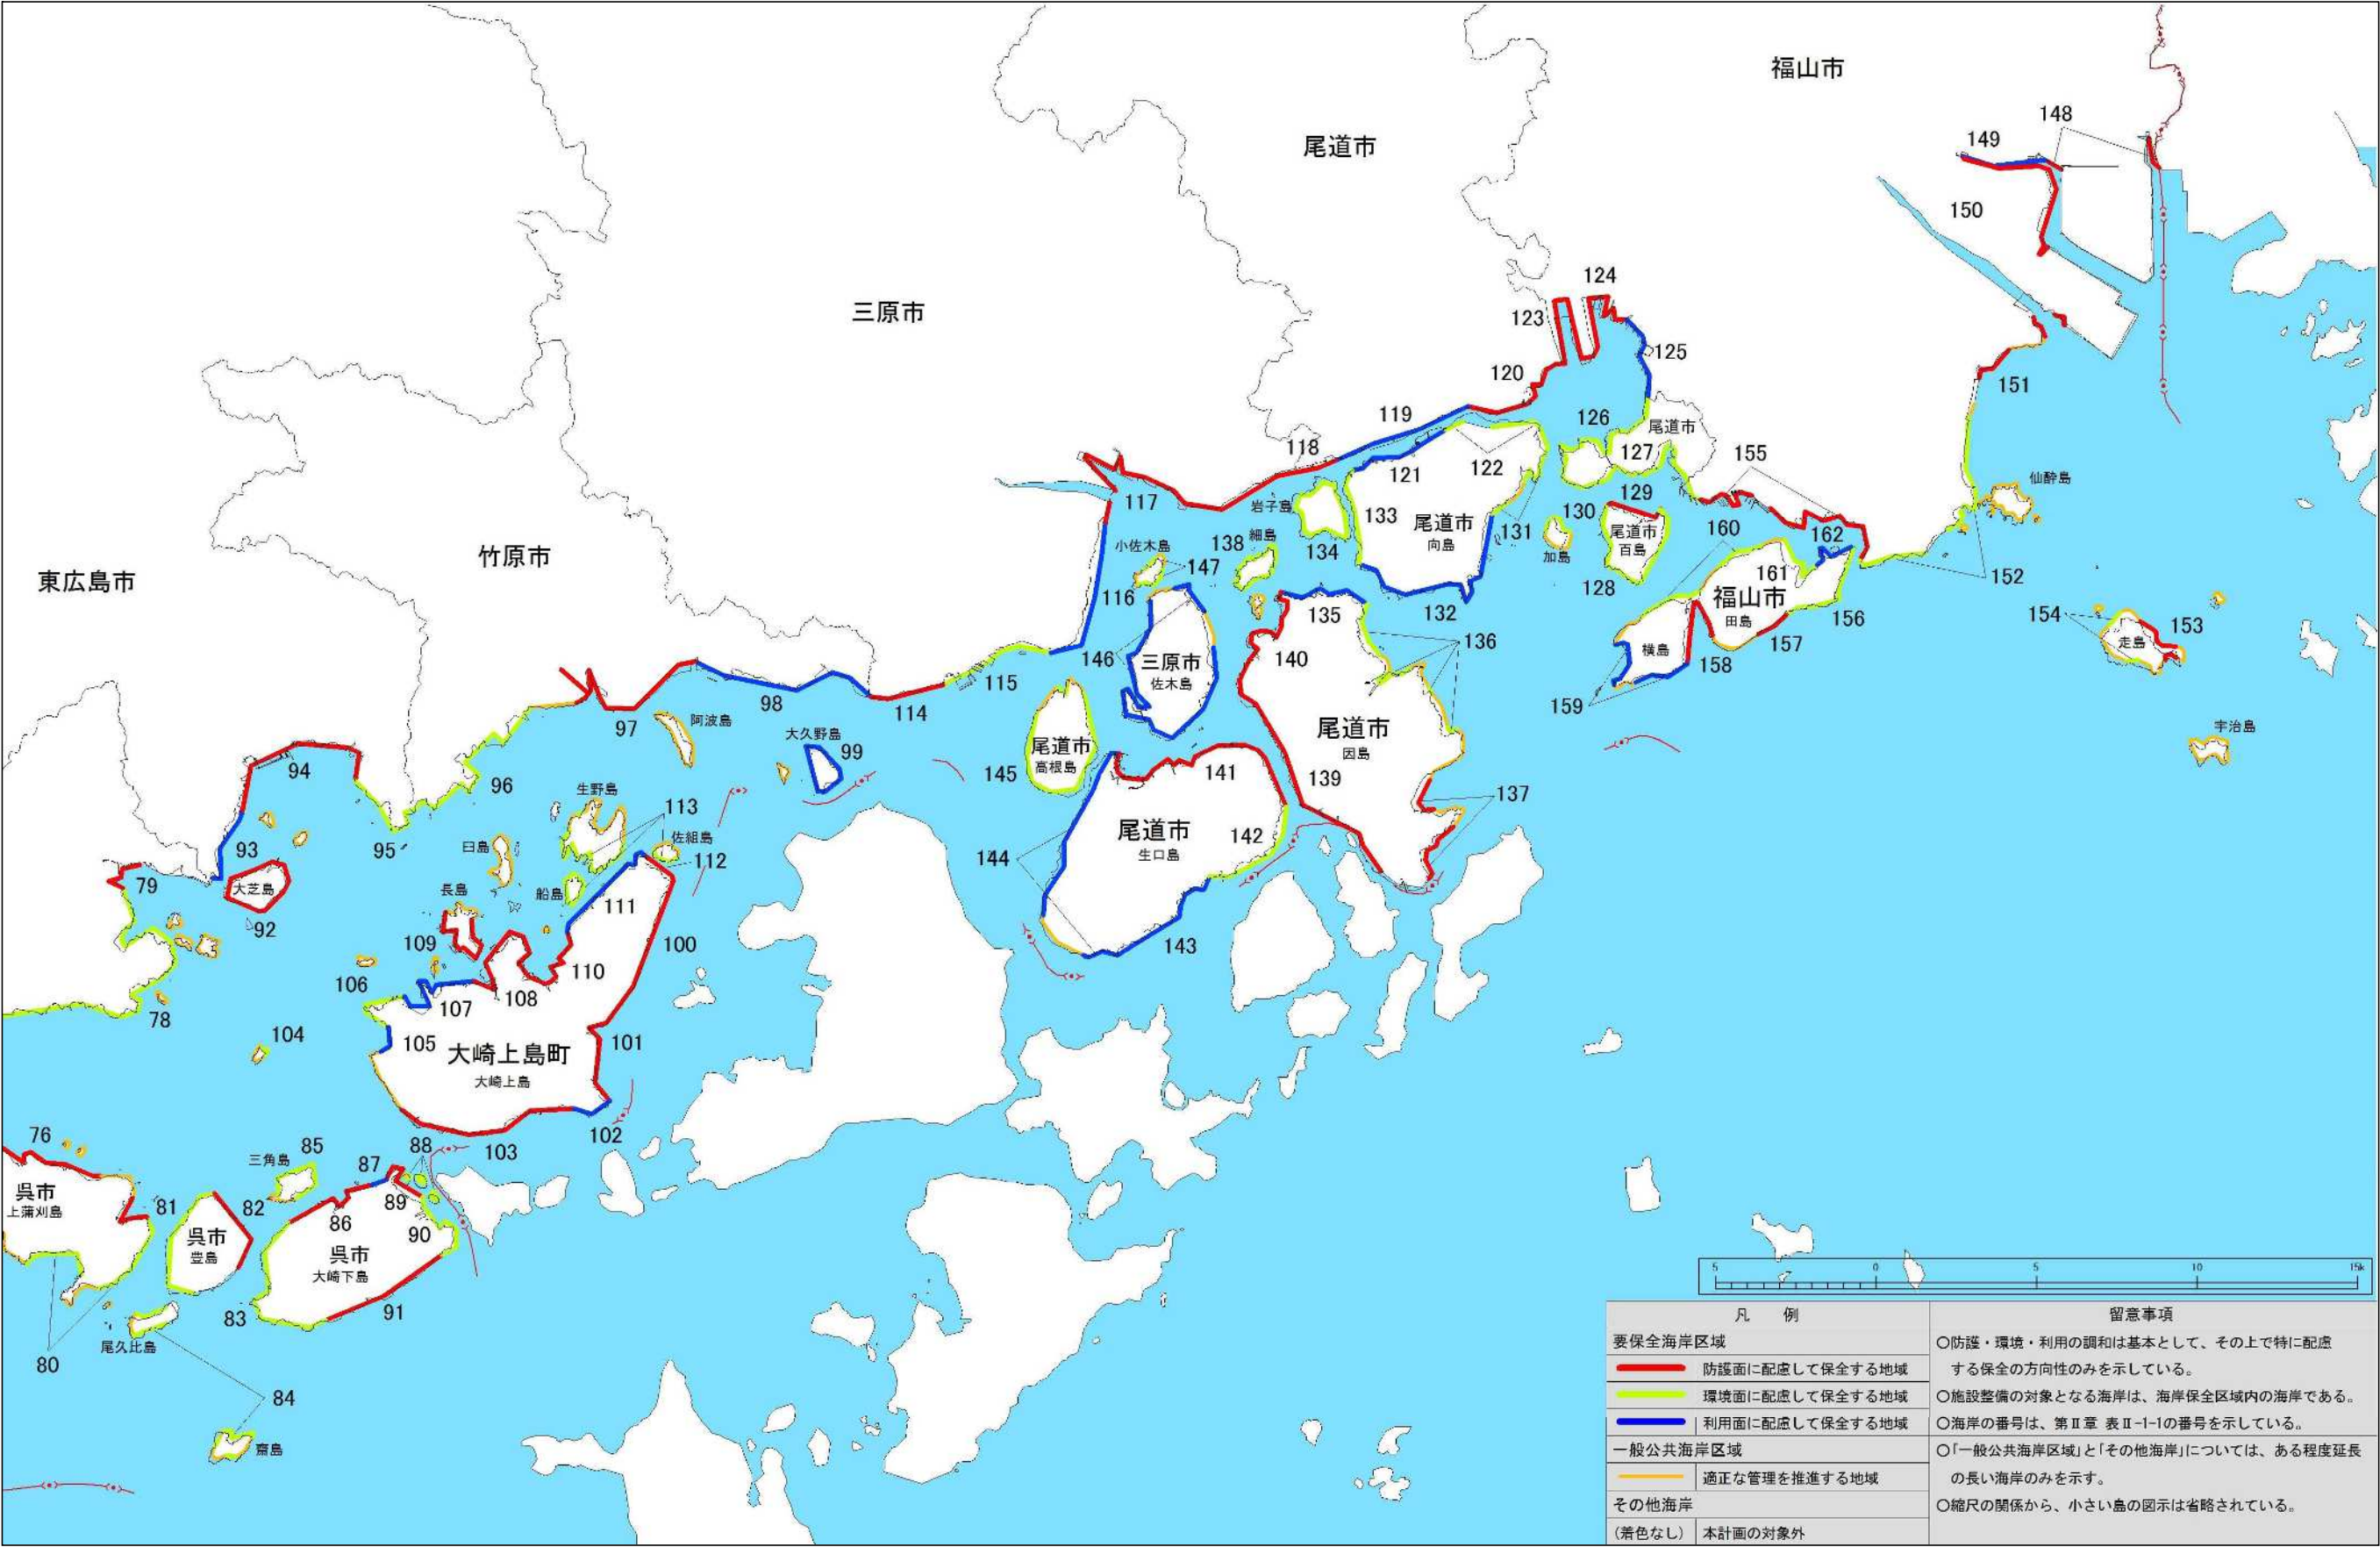 福山市
148
149
尾道市
150
124
三原市
123
125
120
151
119
126
尾道市
118
127
155
121
122
仙酔島
117
129
岩子島
133
尾道市
向島
130
尾道市
百島
160
162
131
竹原市
小佐木島
138
細島
134
加島
東広島市
147
161
152
116
128
福山市
田島
132
135
156
154
153
136
走島
157
146
三原市
佐木島
140
横島
158
115
98
114
159
97
阿波島
尾道市
因島
宇治島
大久野島
99
尾道市
高根島
94
145
141
139
96
生野島
137
113
尾道市
生口島
142
佐組島
93
95
臼島
112
144
79
大芝島
長島
船島
111
92
109
100
143
110
106
108
107
78
104
105
大崎上島町
大崎上島
101
76
85
88
102
103
三角島
87
呉市
上蒲刈島
81
82
89
86
90
呉市
豊島
呉市
大崎下島
5
0
5
10
15k
91
83
尾久比島
80
84
齋島
凡 例
要保全海岸区域
防護面に配慮して保全する地域
環境面に配慮して保全する地域
利用面に配慮して保全する地域
一般公共海岸区域
適正な管理を推進する地域
その他海岸
(着色なし) 本計画の対象外
留意事項
○防護・環境・利用の調和は基本として、その上で特に配慮
する保全の方向性のみを示している。
○施設整備の対象となる海岸は、海岸保全区域内の海岸である。
○海岸の番号は、第Ⅱ章 表Ⅱ-1-1の番号を示している。
○「一般公共海岸区域」と「その他海岸」については、ある程度延長
の長い海岸のみを示す。
○縮尺の関係から、小さい島の図示は省略されている。